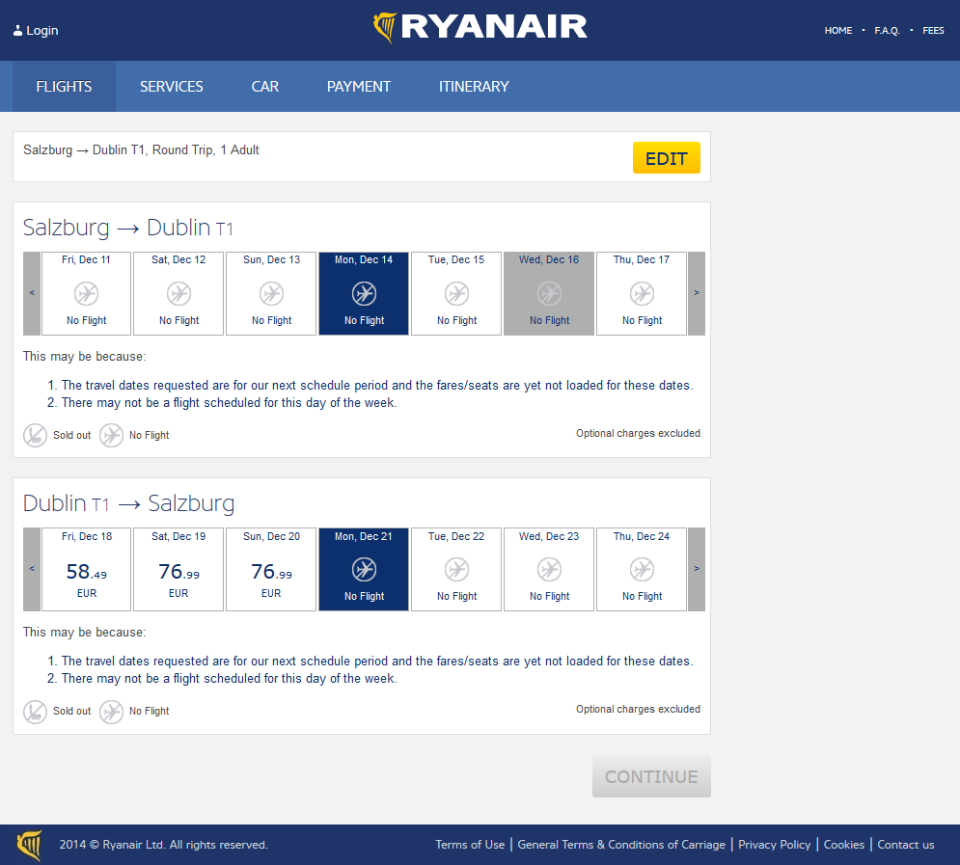 Login
RYANAIR
HOME • F.A.Q. • FEES
FLIGHTS SERVICES CAR PAYMENT ITINERARY
Salzburg → Dublin T1, Round Trip, 1 Adult
EDIT
Salzburg → Dublin T1
< Fri, Dec 11 Sat, Dec 12 Sun, Dec 13 Mon, Dec 14 Tue, Dec 15 Wed, Dec 16 Thu, Dec 17 >
No Flight No Flight No Flight No Flight No Flight No Flight No Flight
This may be because:
1. The travel dates requested are for our next schedule period and the fares/seats are yet not loaded for these dates.
2. There may not be a flight scheduled for this day of the week.
Sold out No Flight Optional charges excluded
Dublin T1 → Salzburg
< Fri, Dec 18 Sat, Dec 19 Sun, Dec 20 Mon, Dec 21 Tue, Dec 22 Wed, Dec 23 Thu, Dec 24 >
58.49 76.99 76.99
EUR EUR EUR No Flight No Flight No Flight No Flight
This may be because:
1. The travel dates requested are for our next schedule period and the fares/seats are yet not loaded for these dates.
2. There may not be a flight scheduled for this day of the week.
Sold out No Flight Optional charges excluded
CONTINUE
2014 © Ryanair Ltd. All rights reserved. Terms of Use | General Terms & Conditions of Carriage | Privacy Policy | Cookies | Contact us